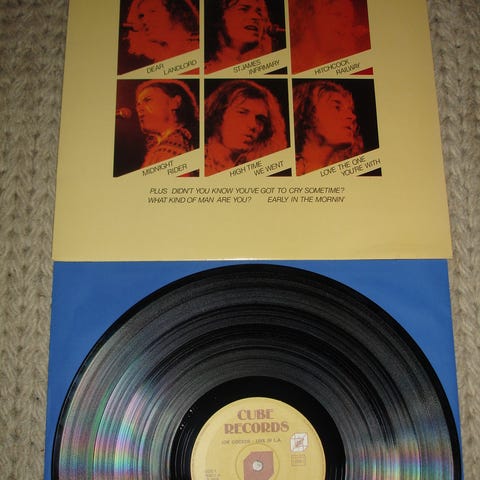 DEAR
LANDLORD
ST.JAMES
INFIRMARY
HITCHCOCK
RAILWAY
MIDNIGHT
RIDER
HIGH TIME
WE WENT
LOVE THE ONE
YOU'RE WITH
PLUS DIDN'T YOU KNOW YOU'VE GOT TO CRY SOMETIME?
WHAT KIND OF MAN ARE YOU? EARLY IN THE MORNIN'
CUBE
RECORDS
JOE COCKER - LIVE IN L.A.